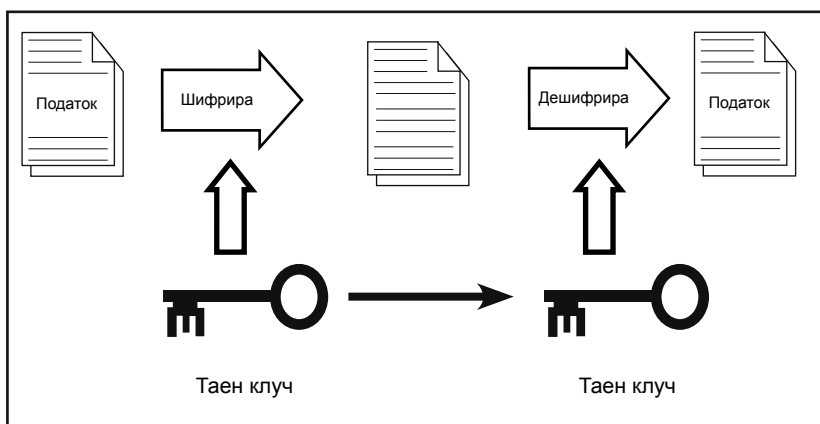 Податок
Шифрира
Дешифрира
Податок
Таен клуч
Таен клуч